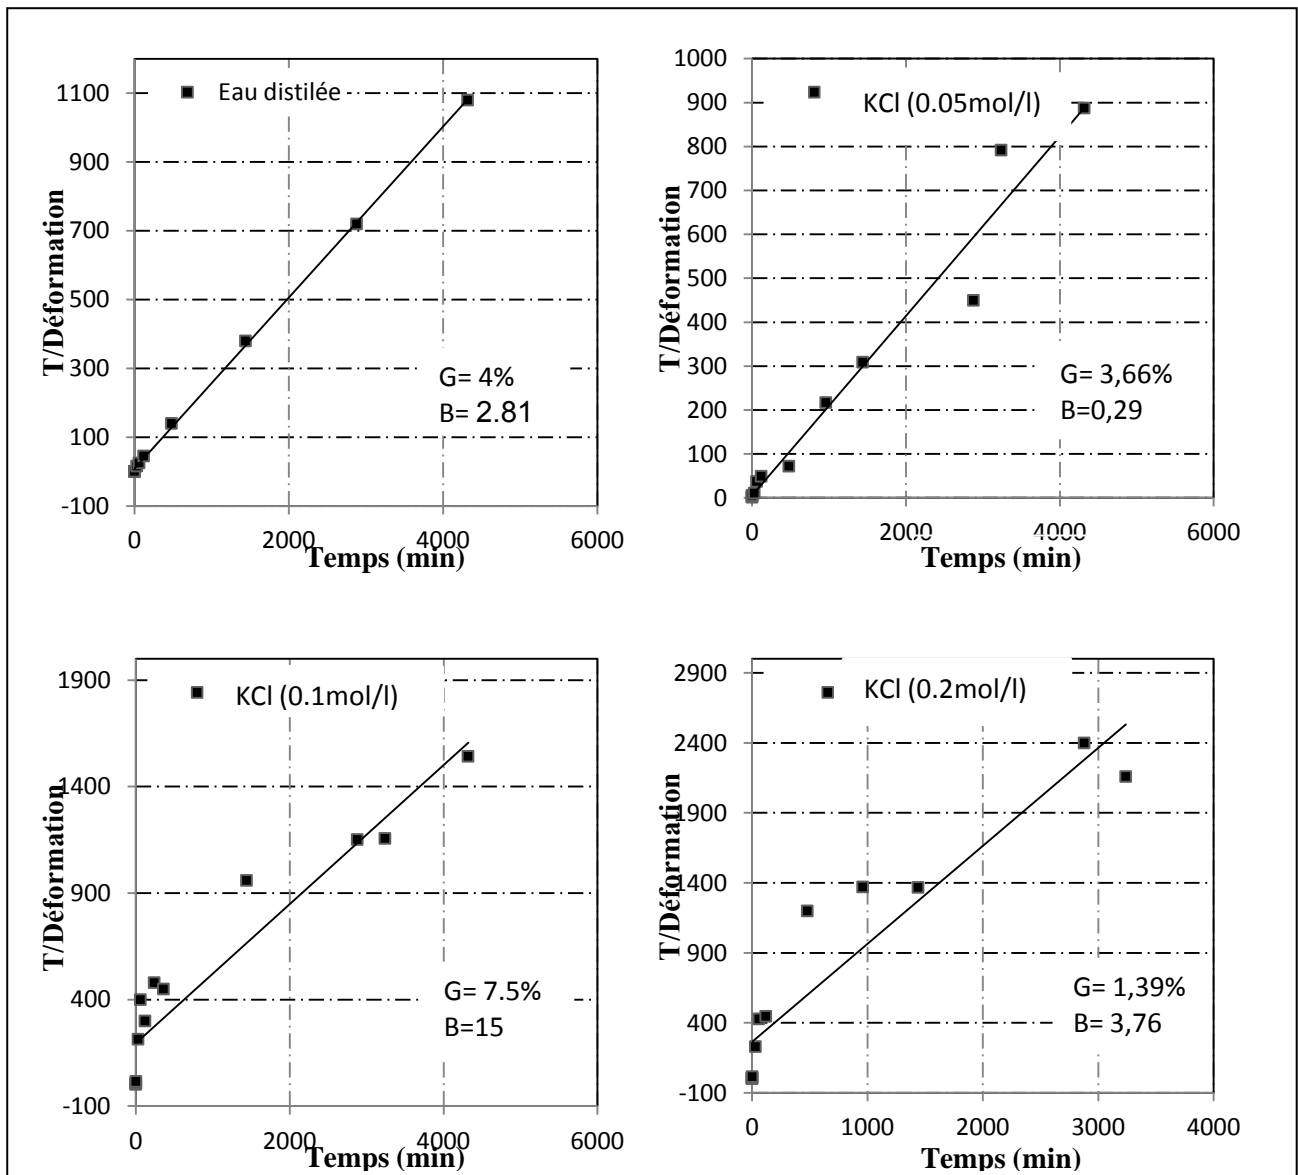 Eau distilée
1100
900
700
500
300
100
-100
T/Déformation
G= 4%
B= 2.81
0
2000
4000
6000
Temps (min)
KCl (0.05mol/l)
1000
900
800
700
600
500
400
300
200
100
0
T/Déformation
G= 3,66%
B=0,29
0
2000
4000
6000
Temps (min)
KCl (0.1mol/l)
1900
1400
900
400
-100
T/Déformation
G= 7.5%
B=15
0
2000
4000
6000
Temps (min)
KCl (0.2mol/l)
2900
2400
1900
1400
900
400
-100
T/Déformation
G= 1,39%
B= 3,76
0
1000
2000
3000
4000
Temps (min)